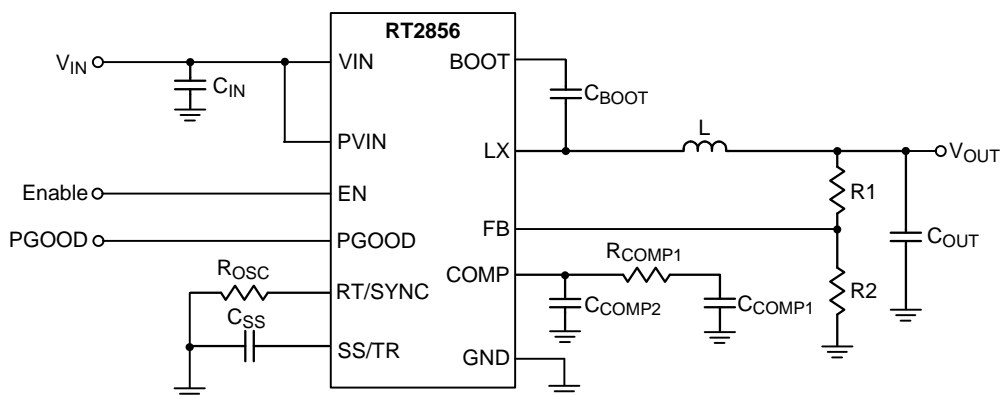 RT2856
V_IN
C_IN
VIN
BOOT
C_BOOT
PVIN
LX
L
V_OUT
Enable
EN
R1
PGOOD
PGOOD
FB
C_OUT
R_OSC
RT/SYNC
COMP
R_COMP1
R2
C_COMP2
C_COMP1
C_SS
SS/TR
GND